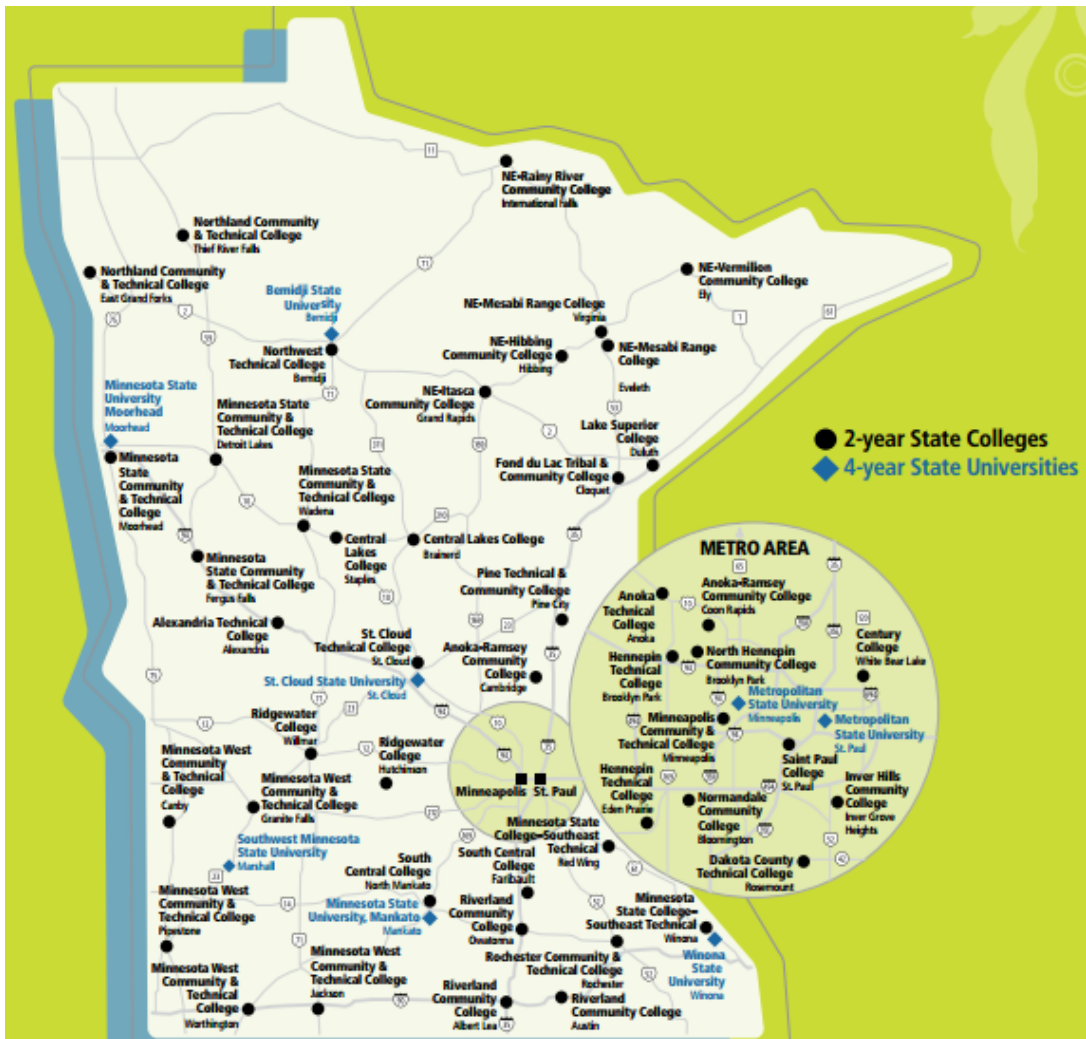 NE-Rainy River
Community College
International Falls
Northland Community
& Technical College
Thief River Falls
Northland Community
& Technical College
East Grand Forks
NE-Vermilion
Community College
Ely
Bemidji State
University
Bemidji
NE-Mesabi Range College
Virginia
Northwest
Technical College
Bemidji
NE-Hibbing
Community College
Hibbing
NE-Mesabi Range
College
Eveleth
Minnesota State
University
Moorhead
Moorhead
Minnesota State
Community &
Technical College
Detroit Lakes
NE-Itasca
Community College
Grand Rapids
Lake Superior
College
Duluth
2-year State Colleges
4-year State Universities
Minnesota
State
Community
& Technical
College
Moorhead
Minnesota State
Community &
Technical College
Wadena
Fond du Lac Tribal &
Community College
Cloquet
Central
Lakes
College
Staples
Central Lakes College
Brainerd
Minnesota
State Community
& Technical College
Fergus Falls
Pine Technical &
Community College
Pine City
Alexandria Technical
College
Alexandria
St. Cloud
Technical College
St. Cloud
Anoka-Ramsey
Community
College
Cambridge
St. Cloud State University
St. Cloud
Ridgewater
College
Willmar
Ridgewater
College
Hutchinson
Minnesota West
Community
& Technical
College
Canby
Minnesota West
Community &
Technical College
Granite Falls
Minneapolis
St. Paul
Southwest Minnesota
State University
Marshall
South
Central College
North Mankato
South Central
College
Faribault
Minnesota State
College-Southeast
Technical
Red Wing
Minnesota West
Community &
Technical College
Pipestone
Minnesota State
University, Mankato
Mankato
Riverland
Community
College
Owatonna
Minnesota
State College-
Southeast Technical
Winona
Winona
State
University
Winona
Rochester Community &
Technical College
Rochester
Minnesota West
Community &
Technical
College
Worthington
Minnesota West
Community &
Technical College
Jackson
Riverland
Community
College
Albert Lea
Riverland
Community College
Austin
METRO AREA
Anoka
Technical
College
Anoka
Anoka-Ramsey
Community College
Coon Rapids
Century
College
White Bear Lake
Hennepin
Technical
College
Brooklyn Park
North Hennepin
Community College
Brooklyn Park
Metropolitan
State University
Minneapolis
Metropolitan
State University
St. Paul
Minneapolis
Community &
Technical College
Minneapolis
Saint Paul
College
St. Paul
Hennepin
Technical
College
Eden Prairie
Normandale
Community
College
Bloomington
Inver Hills
Community
College
Inver Grove
Heights
Dakota County
Technical College
Rosemount